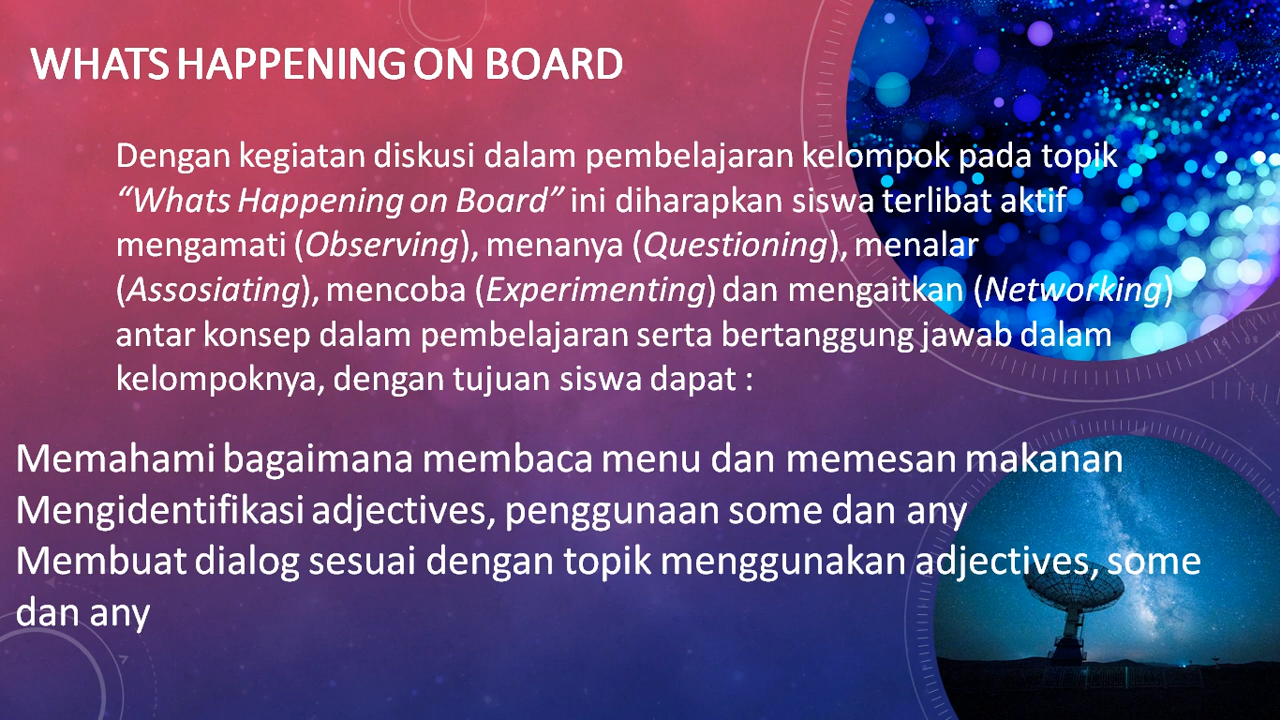 WHATS HAPPENING ON BOARD
Dengan kegiatan diskusi dalam pembelajaran kelompok pada topik
“Whats Happening on Board” ini diharapkan siswa terlibat aktif
mengamati (Observing), menanya (Questioning), menalar
(Assosiating), mencoba (Experimenting) dan mengaitkan (Networking)
antar konsep dalam pembelajaran serta bertanggung jawab dalam
kelompoknya, dengan tujuan siswa dapat :
Memahami bagaimana membaca menu dan memesan makanan
Mengidentifikasi adjectives, penggunaan some dan any
Membuat dialog sesuai dengan topik menggunakan adjectives, some
dan any